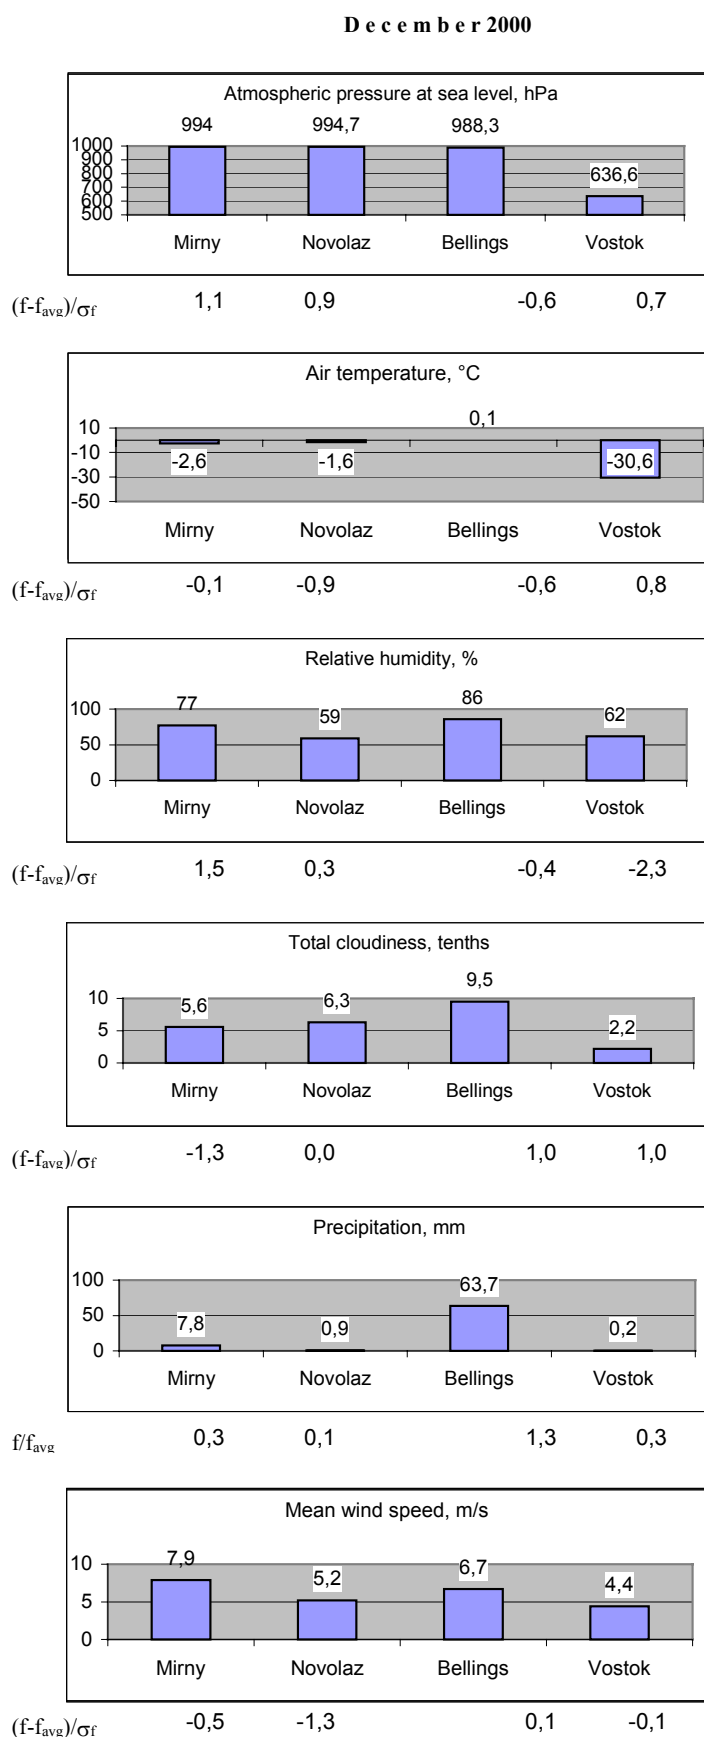 D e c e m b e r 2000
Atmospheric pressure at sea level, hPa
994 994,7 988,3 636,6
1000
900
800
700
600
500
Mirny Novolaz Bellings Vostok
(f-favg)/σf 1,1 0,9 -0,6 0,7
Air temperature, °C
0,1
10
-10
-30
-50
-2,6 -1,6 -30,6
Mirny Novolaz Bellings Vostok
(f-favg)/σf -0,1 -0,9 -0,6 0,8
Relative humidity, %
77 59 86 62
100
50
0
Mirny Novolaz Bellings Vostok
(f-favg)/σf 1,5 0,3 -0,4 -2,3
Total cloudiness, tenths
5,6 6,3 9,5 2,2
10
5
0
Mirny Novolaz Bellings Vostok
(f-favg)/σf -1,3 0,0 1,0 1,0
Precipitation, mm
7,8 0,9 63,7 0,2
100
50
0
Mirny Novolaz Bellings Vostok
f/favg 0,3 0,1 1,3 0,3
Mean wind speed, m/s
7,9 5,2 6,7 4,4
10
5
0
Mirny Novolaz Bellings Vostok
(f-favg)/σf -0,5 -1,3 0,1 -0,1